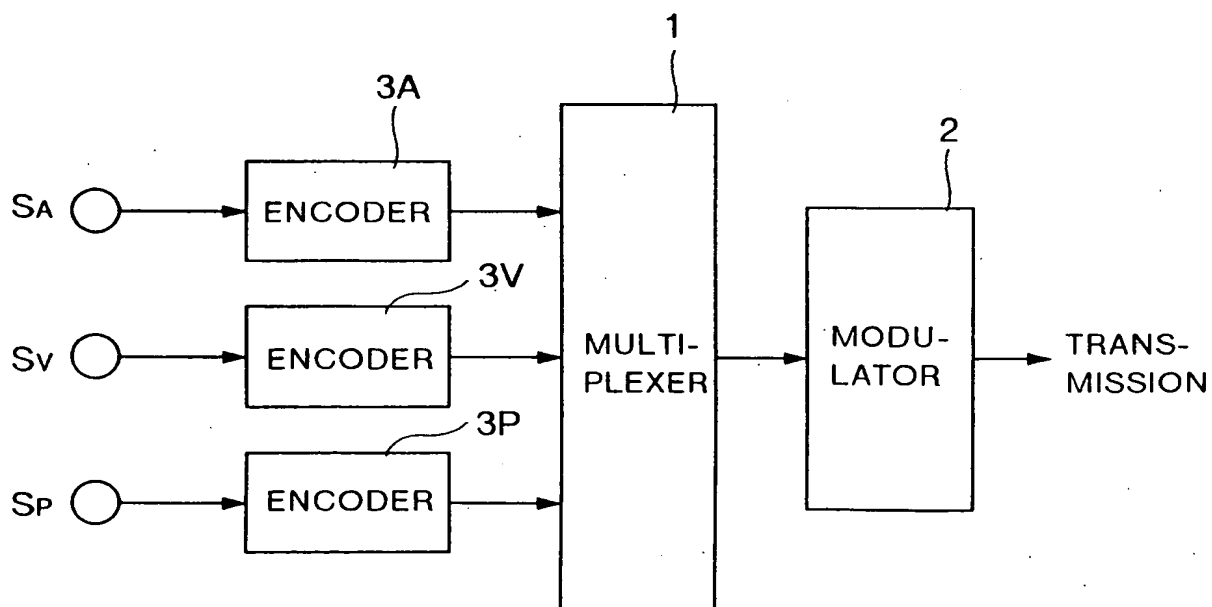 1
3A
2
SA
ENCODER
3V
SV
ENCODER
MULTI-
PLEXER
MODU-
LATOR
TRANS-
MISSION
3P
SP
ENCODER